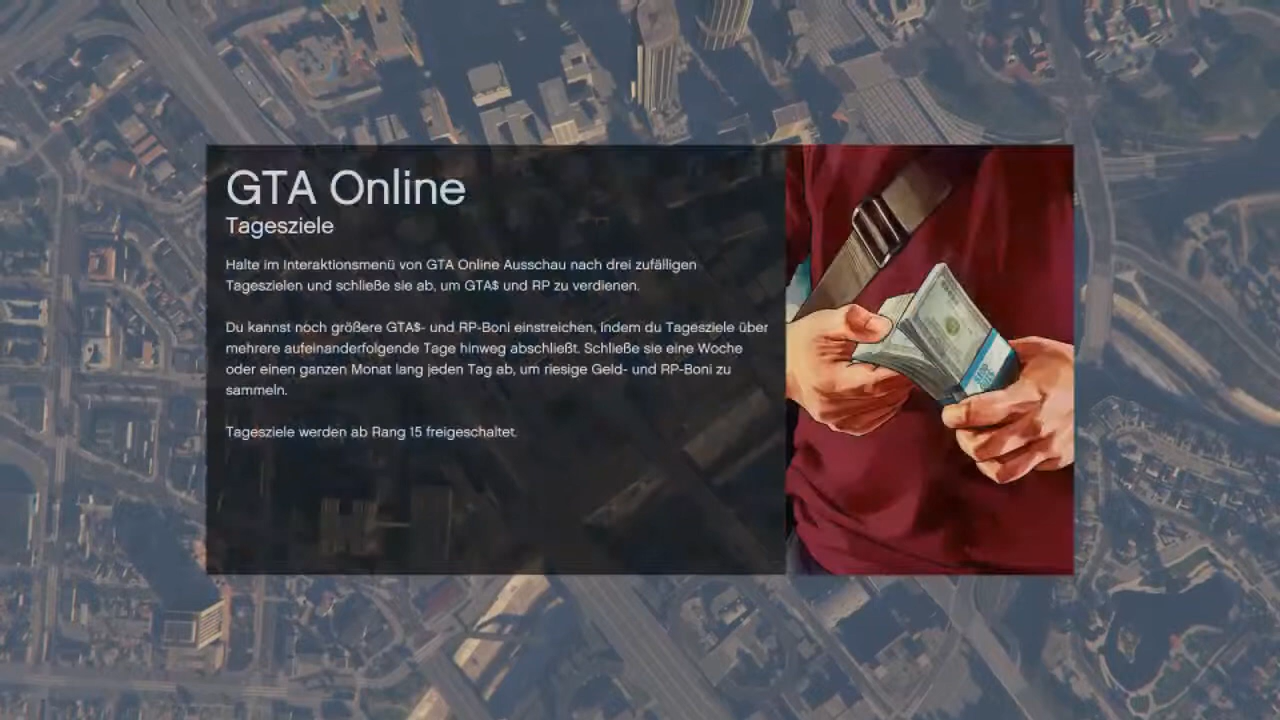 GTA Online
Tagesziele
Halte im Interaktionsmenü von GTA Online Ausschau nach drei zufälligen
Tageszielen und schließe sie ab, um GTA$ und RP zu verdienen.
Du kannst noch größere GTA$- und RP-Boni einstreichen, indem du Tagesziele über
mehrere aufeinanderfolgende Tage hinweg abschließt. Schließe sie eine Woche
oder einen ganzen Monat lang jeden Tag ab, um riesige Geld- und RP-Boni zu
sammeln.
Tagesziele werden ab Rang 15 freigeschaltet.